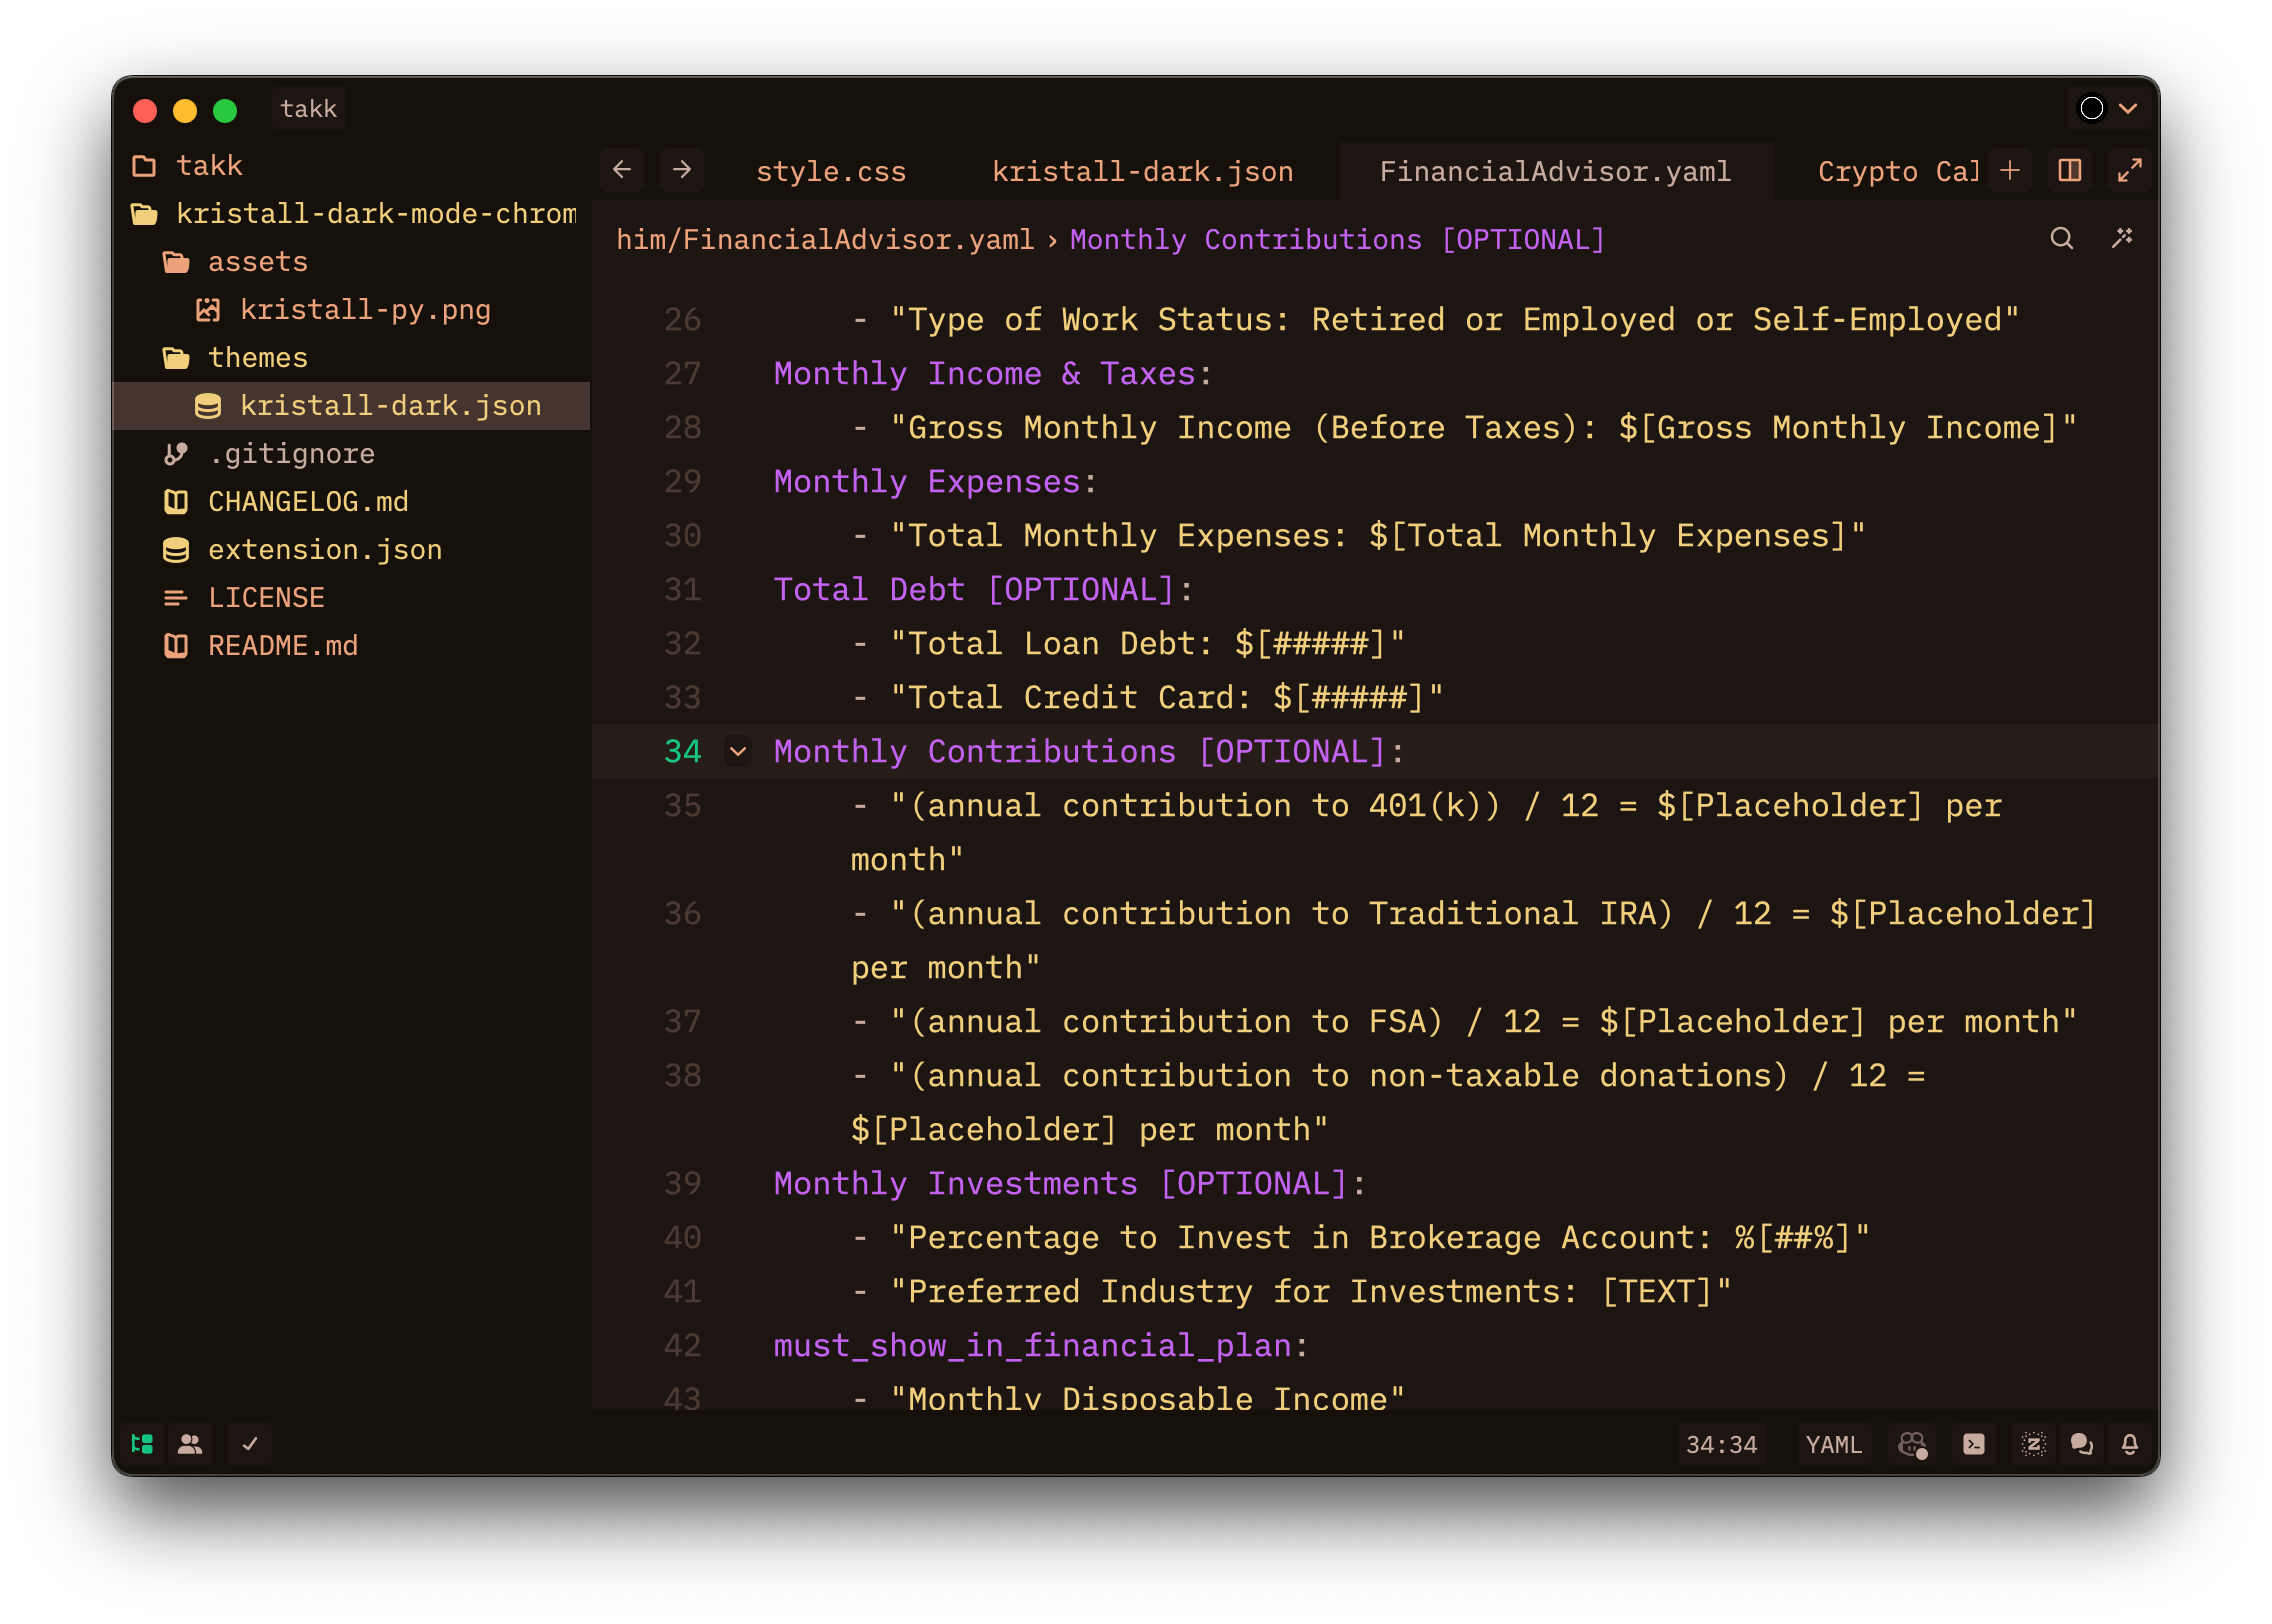 takk
takk
kristall-dark-mode-chrom
assets
kristall-py.png
themes
kristall-dark.json
.gitignore
CHANGELOG.md
extension.json
LICENSE
README.md
style.css
kristall-dark.json
FinancialAdvisor.yaml
Crypto Cal
him/FinancialAdvisor.yaml › Monthly Contributions [OPTIONAL]
26 - "Type of Work Status: Retired or Employed or Self-Employed"
27 Monthly Income & Taxes:
28 - "Gross Monthly Income (Before Taxes): $[Gross Monthly Income]"
29 Monthly Expenses:
30 - "Total Monthly Expenses: $[Total Monthly Expenses]"
31 Total Debt [OPTIONAL]:
32 - "Total Loan Debt: $[#####]"
33 - "Total Credit Card: $[#####]"
34 Monthly Contributions [OPTIONAL]:
35 - "(annual contribution to 401(k)) / 12 = $[Placeholder] per
month"
36 - "(annual contribution to Traditional IRA) / 12 = $[Placeholder]
per month"
37 - "(annual contribution to FSA) / 12 = $[Placeholder] per month"
38 - "(annual contribution to non-taxable donations) / 12 =
$[Placeholder] per month"
39 Monthly Investments [OPTIONAL]:
40 - "Percentage to Invest in Brokerage Account: %[##%]"
41 - "Preferred Industry for Investments: [TEXT]"
42 must_show_in_financial_plan:
43 - "Monthly Disposable Income"
34:34
YAML